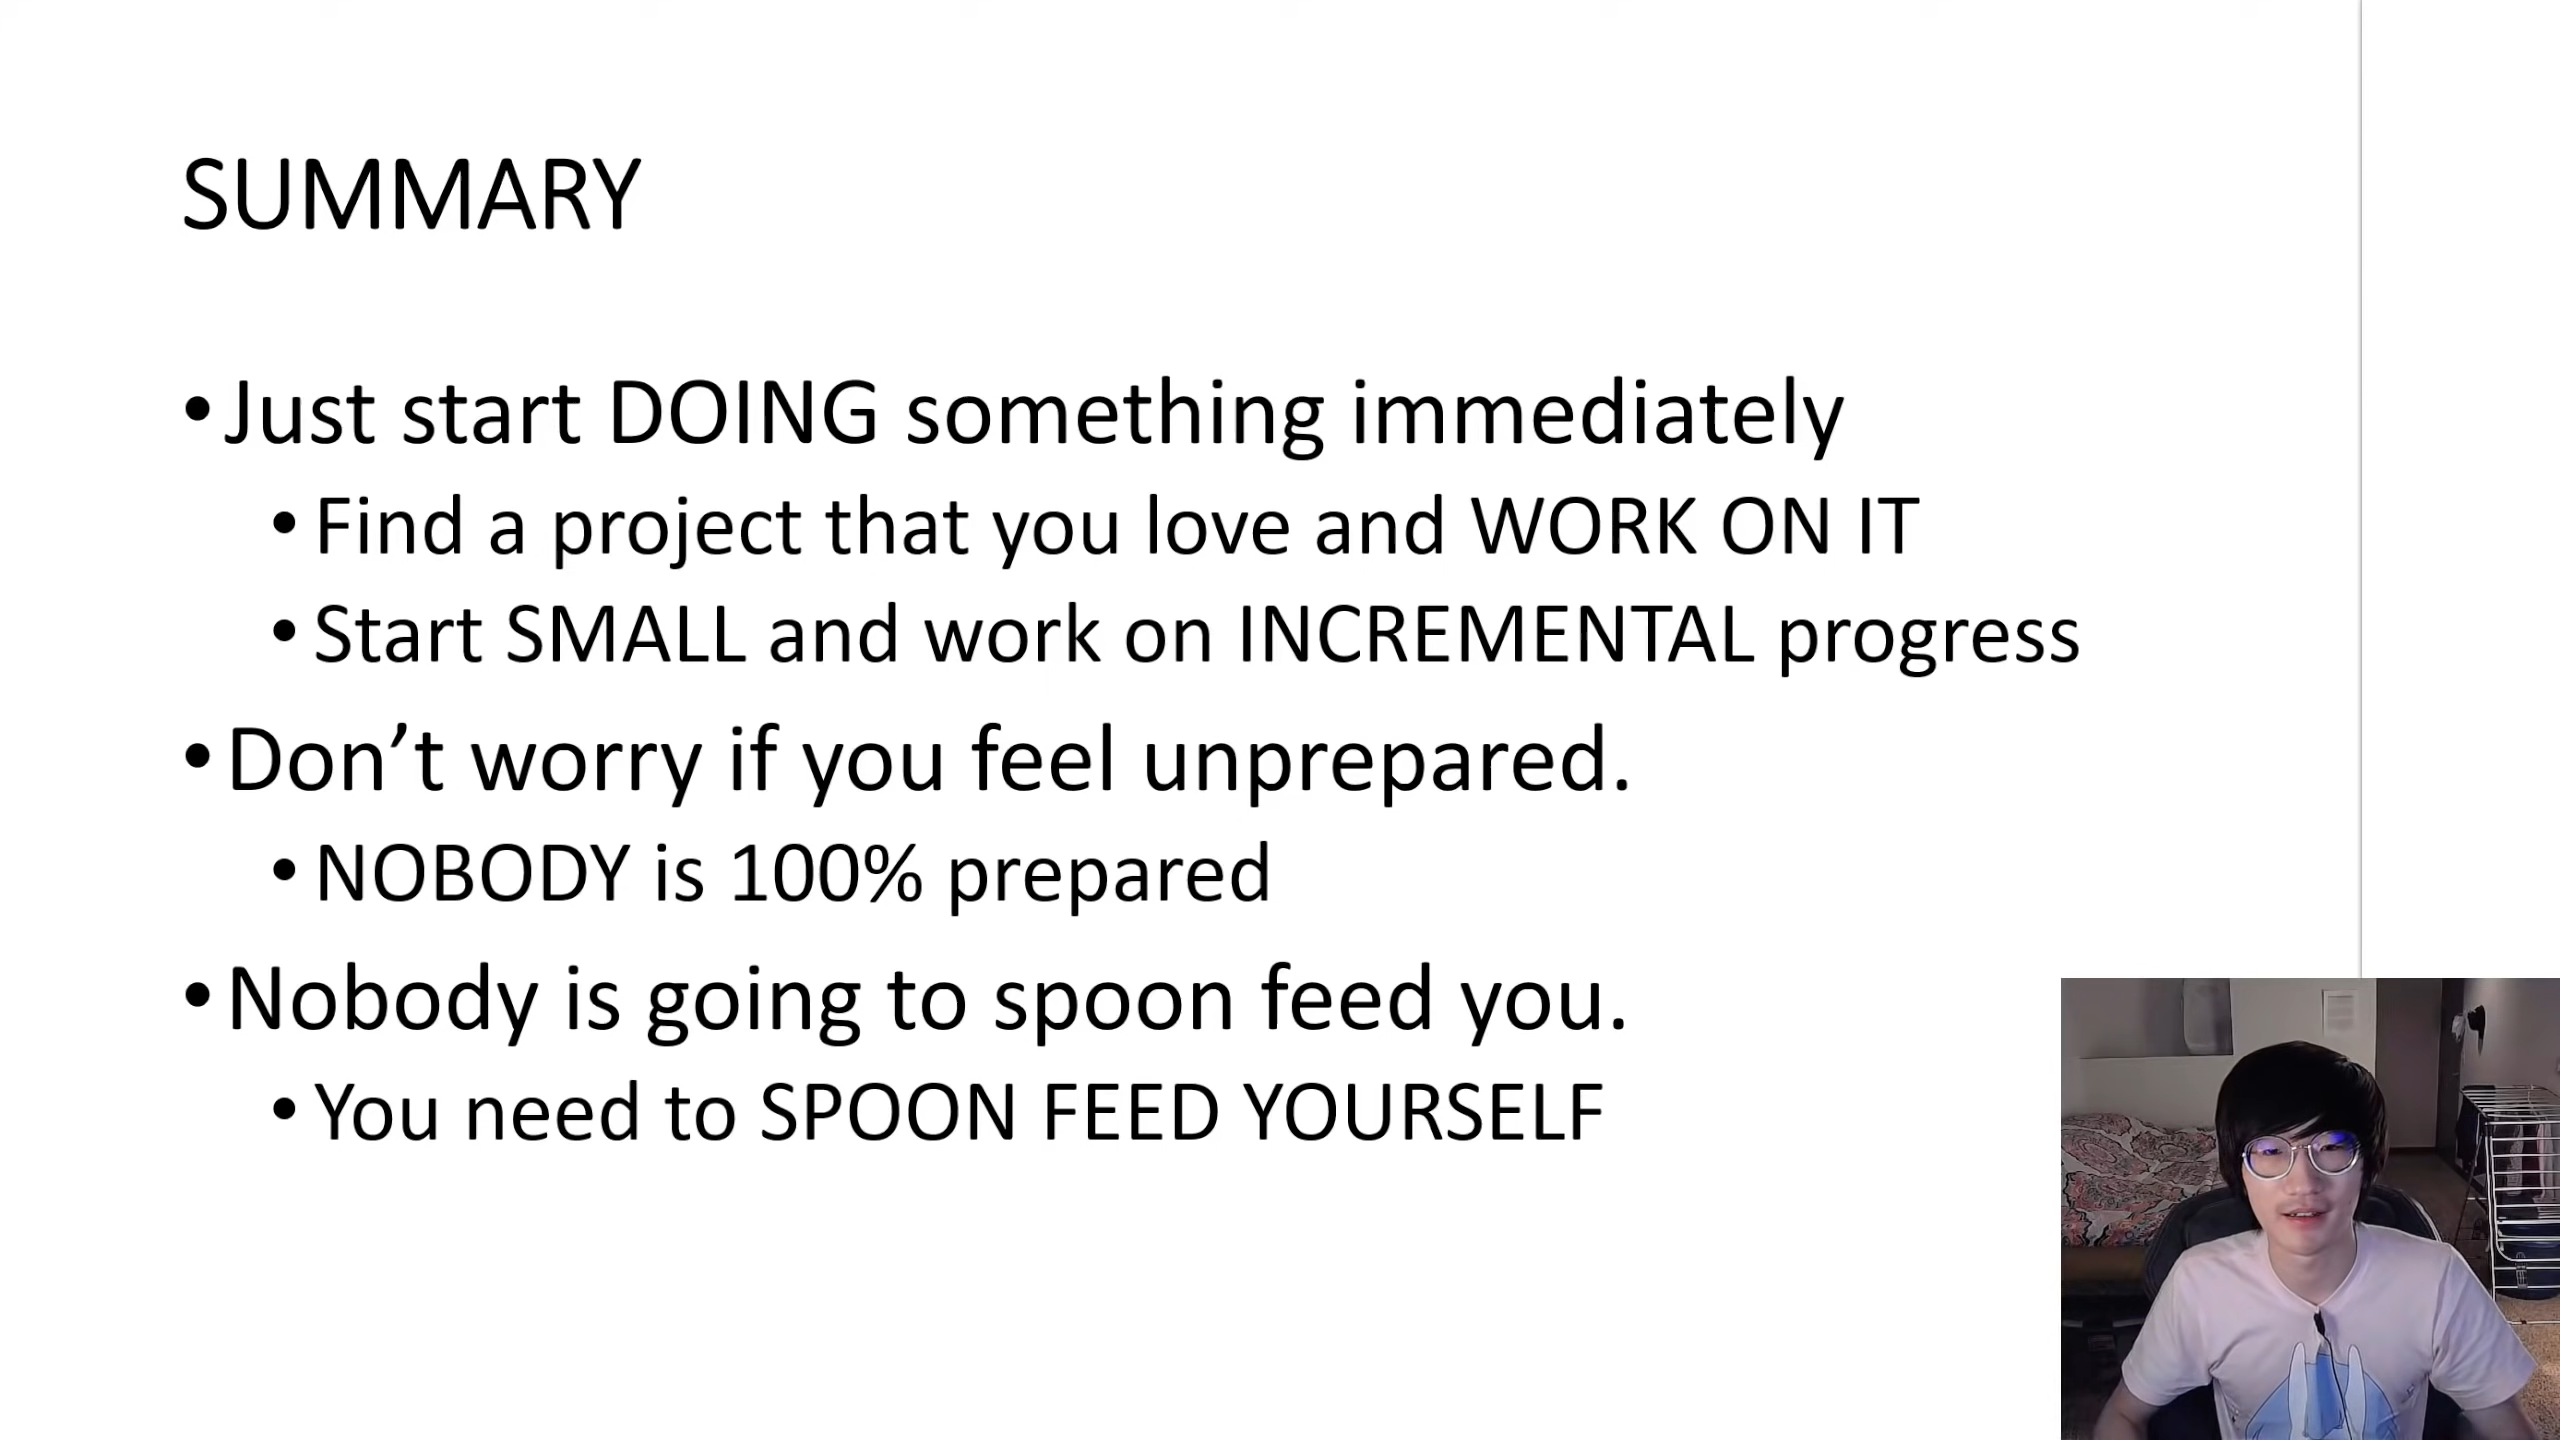 SUMMARY
•Just start DOING something immediately
•Find a project that you love and WORK ON IT
•Start SMALL and work on INCREMENTAL progress
•Don’t worry if you feel unprepared.
•NOBODY is 100% prepared
•Nobody is going to spoon feed you.
•You need to SPOON FEED YOURSELF